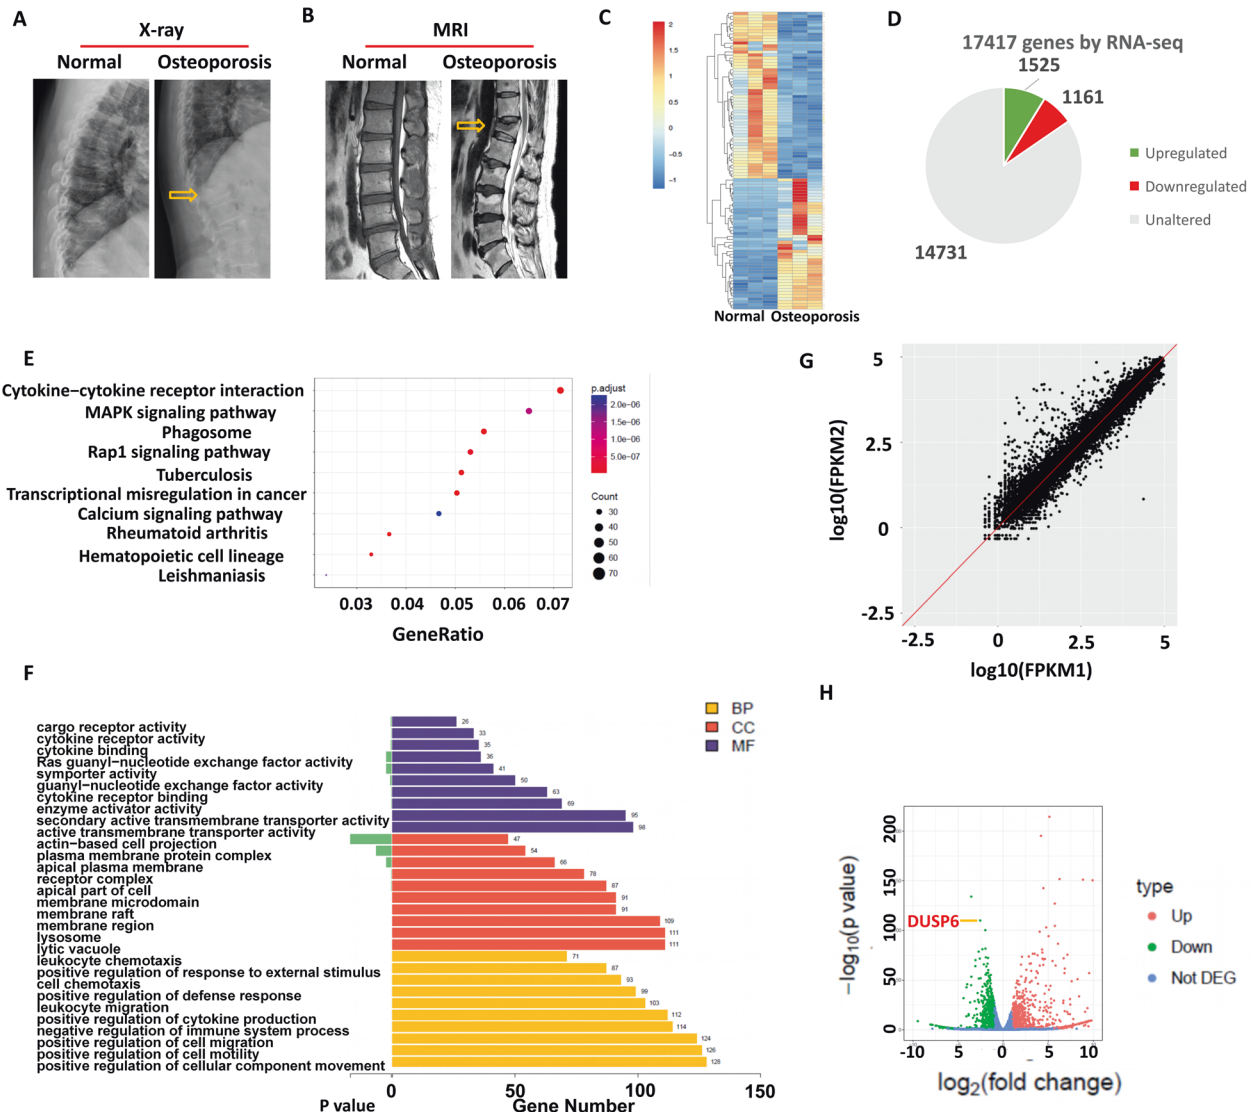 A
X-ray
Normal
Osteoporosis
B
MRI
Normal
Osteoporosis
C
2
1.5
1
0.5
0
-0.5
-1
Normal
Osteoporosis
D
17417 genes by RNA-seq
1525
1161
14731
Upregulated
Downregulated
Unaltered
E
Cytokine–cytokine receptor interaction
MAPK signaling pathway
Phagosome
Rap1 signaling pathway
Tuberculosis
Transcriptional misregulation in cancer
Calcium signaling pathway
Rheumatoid arthritis
Hematopoietic cell lineage
Leishmaniasis
0.03 0.04 0.05 0.06 0.07
GeneRatio
p.adjust
2.0e-06
1.5e-06
1.0e-06
5.0e-07
Count
30
40
50
60
70
G
5
2.5
0
-2.5
log10(FPKM2)
-2.5 0 2.5 5
log10(FPKM1)
F
BP
CC
MF
cargo receptor activity 26
cytokine receptor activity 33
cytokine binding 35
Ras guanyl–nucleotide exchange factor activity 36
symporter activity 41
guanyl–nucleotide exchange factor activity 50
cytokine receptor binding 63
enzyme activator activity 69
secondary active transmembrane transporter activity 95
active transmembrane transporter activity 98
actin–based cell projection 47
plasma membrane protein complex 54
apical plasma membrane 66
receptor complex 78
apical part of cell 87
membrane microdomain 91
membrane raft 91
membrane region 109
lysosome 111
lytic vacuole 111
leukocyte chemotaxis 71
positive regulation of response to external stimulus 87
cell chemotaxis 93
positive regulation of defense response 99
leukocyte migration 103
positive regulation of cytokine production 112
negative regulation of immune system process 114
positive regulation of cell migration 124
positive regulation of cell motility 126
positive regulation of cellular component movement 128
0 50 100 150
P value
Gene Number
H
200
150
100
50
0
−log10(p value)
DUSP6
-10 5 0 5 10
log2(fold change)
type
Up
Down
Not DEG